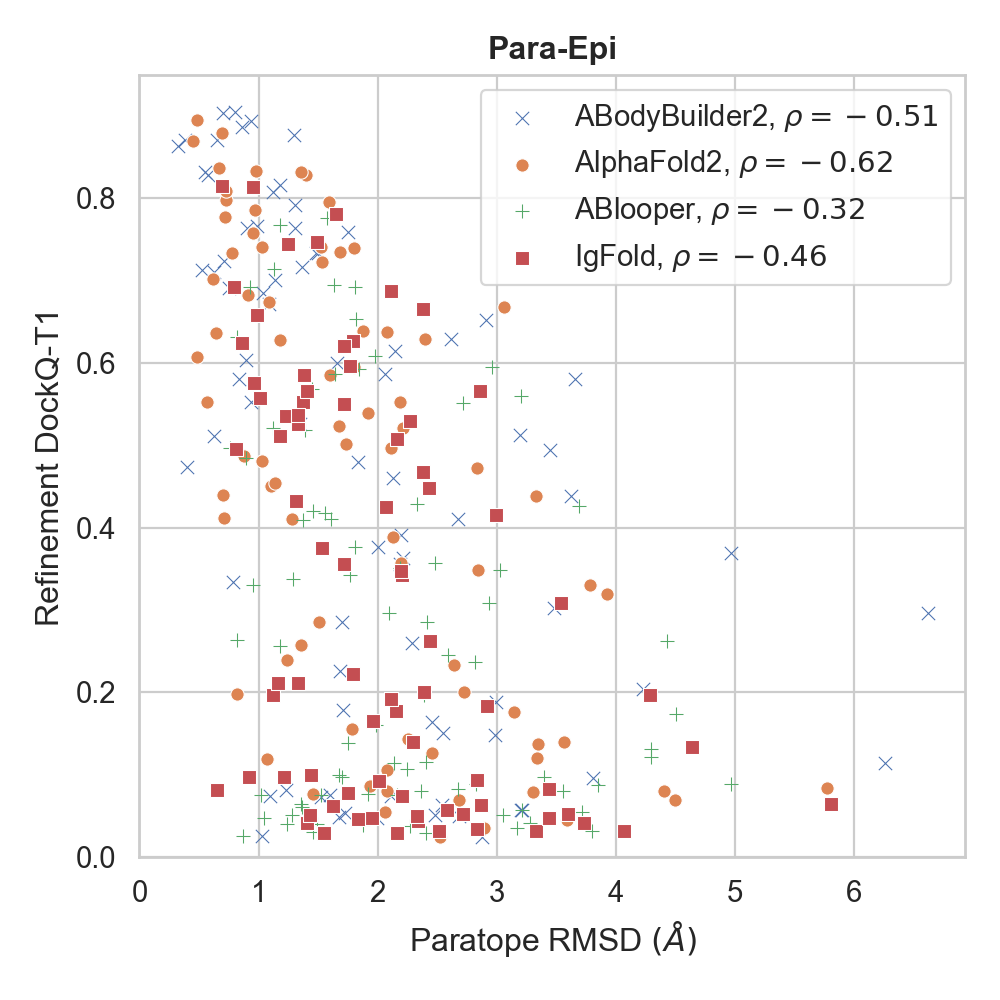 Para-Epi
ABodyBuilder2, ρ = −0.51
AlphaFold2, ρ = −0.62
ABlooper, ρ = −0.32
IgFold, ρ = −0.46
Refinement DockQ-T1
0.8
0.6
0.4
0.2
0.0
0 1 2 3 4 5 6
Paratope RMSD (Å)